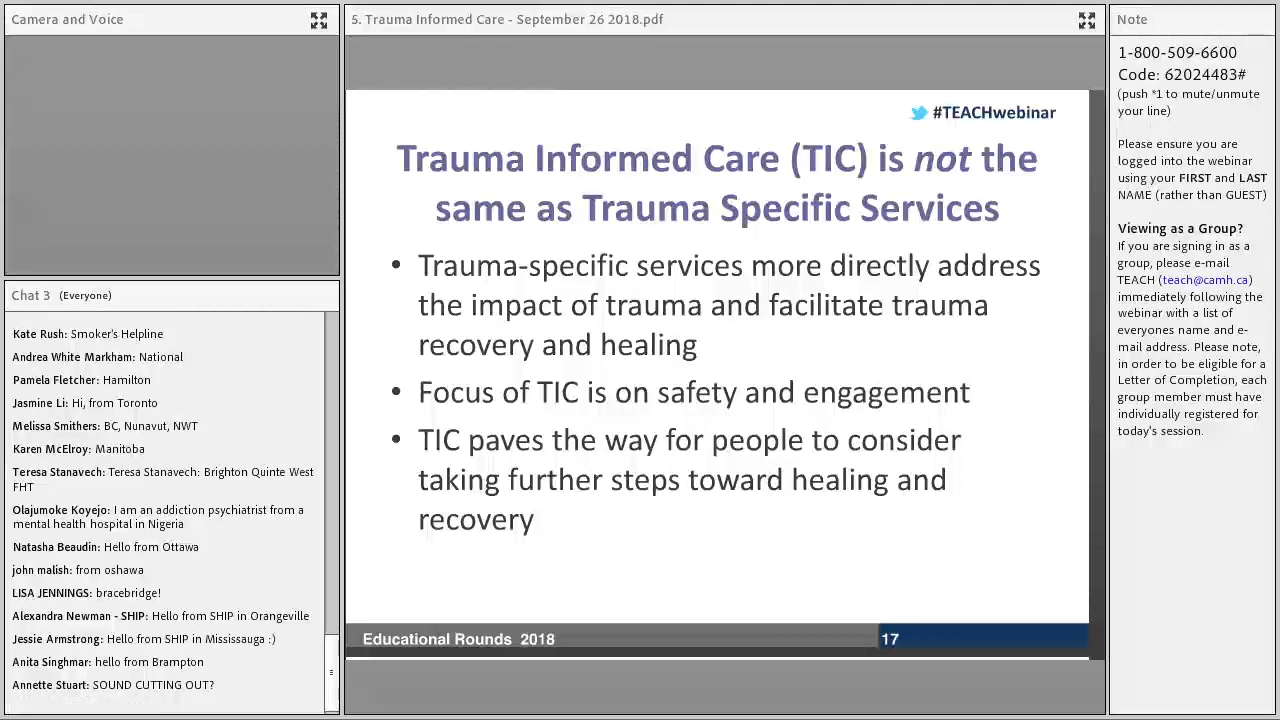 Camera and Voice
Chat 3 (Everyone)
Kate Rush: Smoker's Helpline
Andrea White Markham: National
Pamela Fletcher: Hamilton
Jasmine Li: Hi, from Toronto
Melissa Smithers: BC, Nunavut, NWT
Karen McElroy: Manitoba
Teresa Stanavech: Teresa Stanavech: Brighton Quinte West
FHT
Olajumoke Koyejo: I am an addiction psychiatrist from a
mental health hospital in Nigeria
Natasha Beaudin: Hello from Ottawa
john malish: from oshawa
LISA JENNINGS: bracebridge!
Alexandra Newman - SHIP: Hello from SHIP in Orangeville
Jessie Armstrong: Hello from SHIP in Mississauga :)
Anita Singhmar: hello from Brampton
Annette Stuart: SOUND CUTTING OUT?
5. Trauma Informed Care - September 26 2018.pdf
#TEACHwebinar
Trauma Informed Care (TIC) is not the
same as Trauma Specific Services
• Trauma-specific services more directly address
the impact of trauma and facilitate trauma
recovery and healing
• Focus of TIC is on safety and engagement
• TIC paves the way for people to consider
taking further steps toward healing and
recovery
Educational Rounds 2018
17
Note
1-800-509-6600
Code: 62024483#
(push *1 to mute/unmute
your line)
Please ensure you are
logged into the webinar
using your FIRST and LAST
NAME (rather than GUEST)
Viewing as a Group?
If you are signing in as a
group, please e-mail
TEACH (teach@camh.ca)
immediately following the
webinar with a list of
everyones name and e-
mail address. Please note,
in order to be eligible for a
Letter of Completion, each
group member must have
individually registered for
today's session.